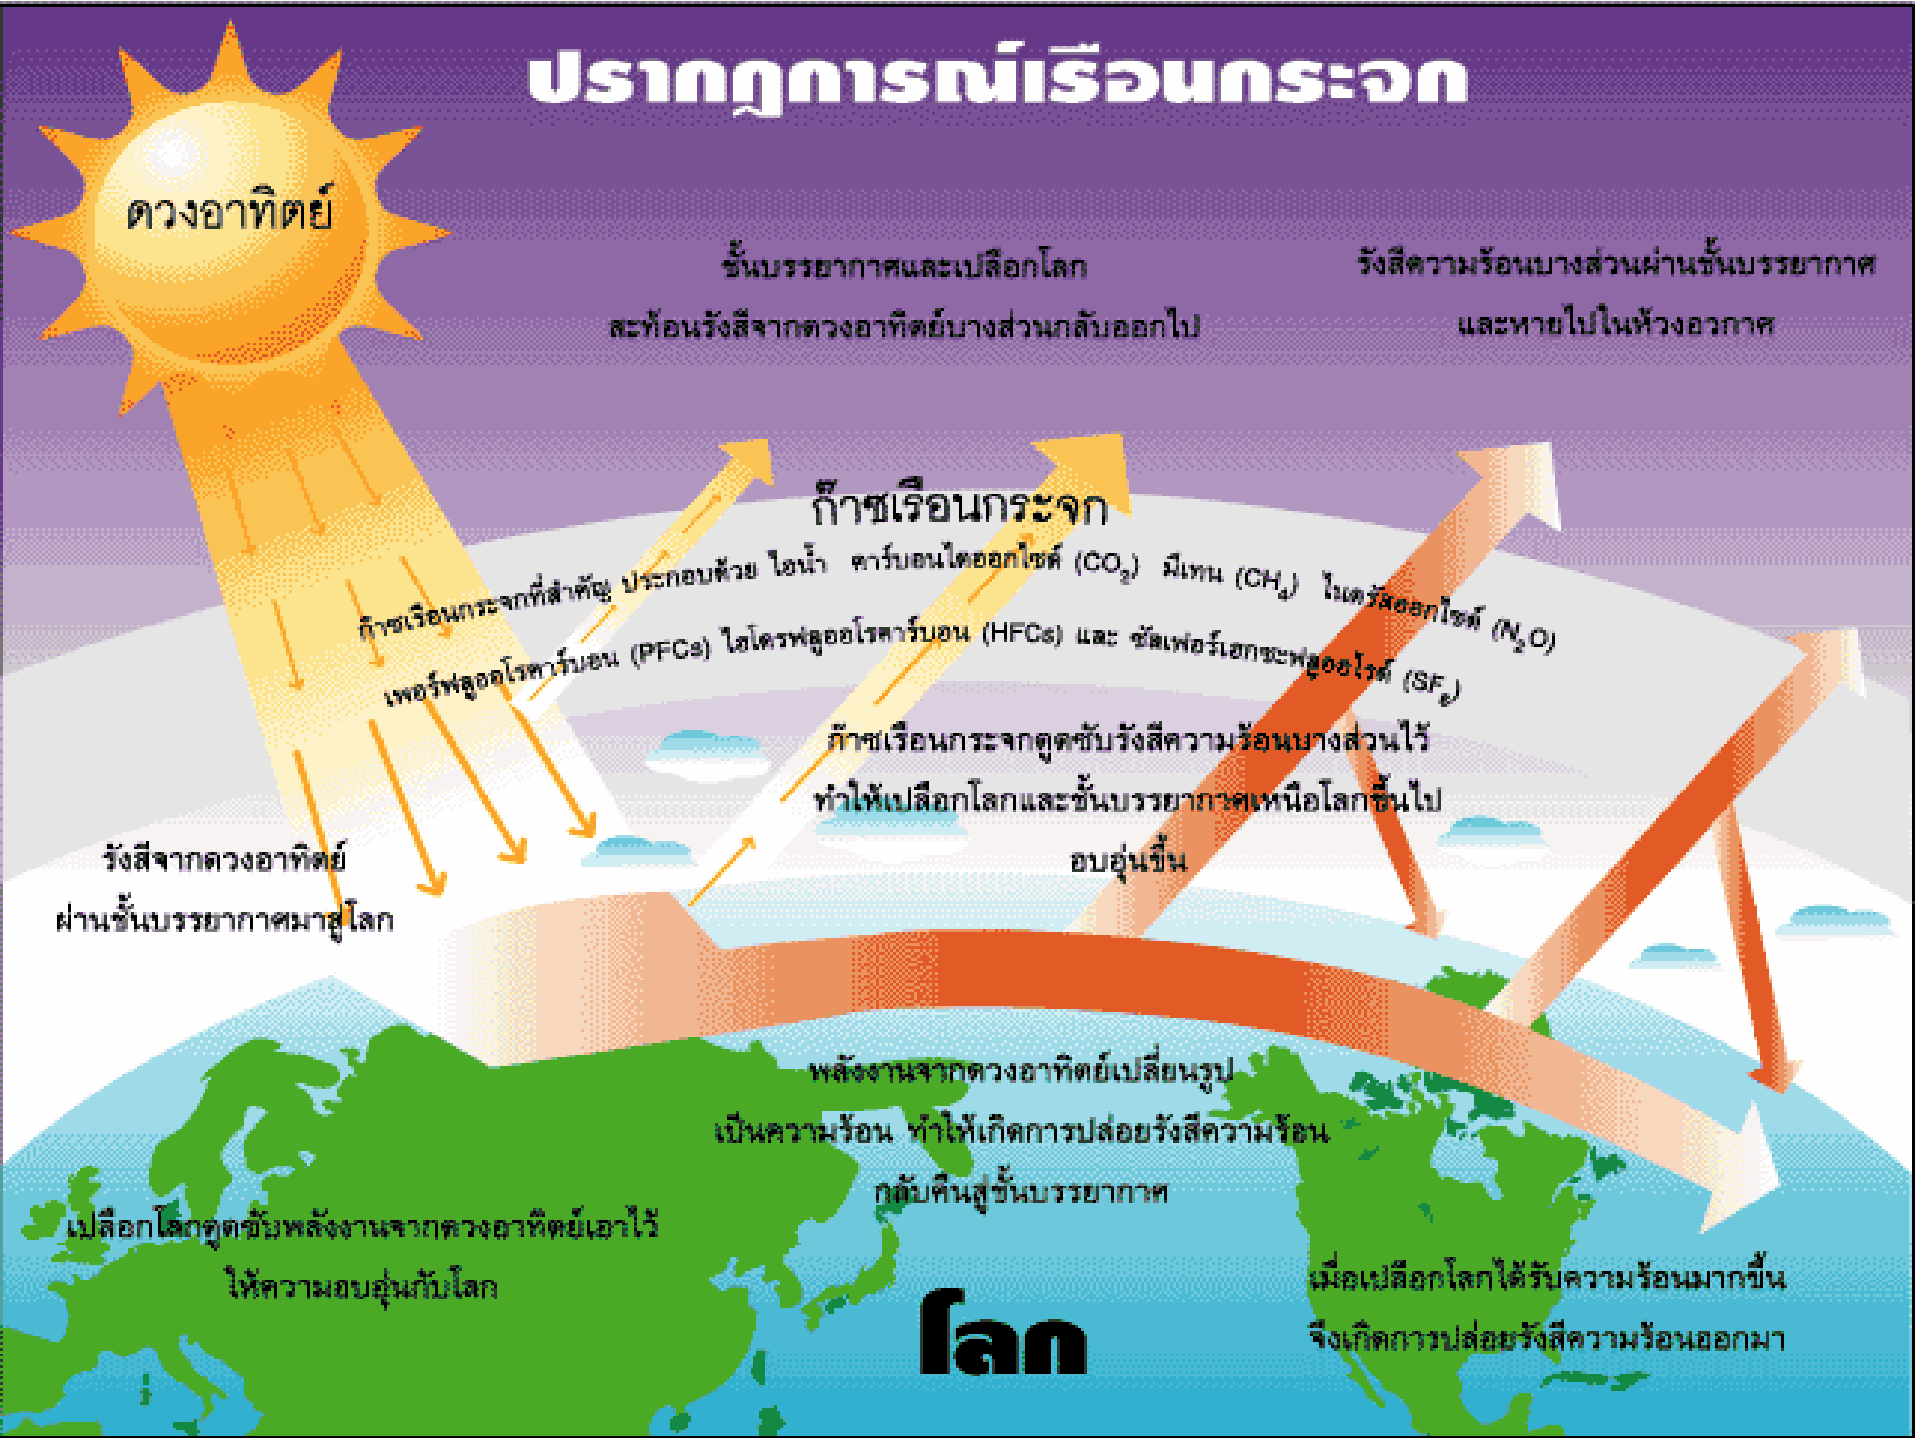 ปรากฏการณ์เรือนกระจก
ดวงอาทิตย์
ชั้นบรรยากาศและเปลือกโลก
สะท้อนรังสีจากดวงอาทิตย์บางส่วนกลับออกไป
รังสีความร้อนบางส่วนผ่านชั้นบรรยากาศ
และหายไปในห้วงอวกาศ
ก๊าซเรือนกระจก
ก๊าซเรือนกระจกที่สำคัญ ประกอบด้วย ไอน้ำ คาร์บอนไดออกไซด์ (CO₂) มีเทน (CH₄) ไนตรัสออกไซด์ (N₂O)
เพอร์ฟลูออโรคาร์บอน (PFCs) ไฮโดรฟลูออโรคาร์บอน (HFCs) และ ซัลเฟอร์เฮกซะฟลูออไรด์ (SF₆)
ก๊าซเรือนกระจกดูดซับรังสีความร้อนบางส่วนไว้
ทำให้เปลือกโลกและชั้นบรรยากาศเหนือโลกขึ้นไป
อบอุ่นขึ้น
รังสีจากดวงอาทิตย์
ผ่านชั้นบรรยากาศมาสู่โลก
พลังงานจากดวงอาทิตย์เปลี่ยนรูป
เป็นความร้อน ทำให้เกิดการปล่อยรังสีความร้อน
กลับคืนสู่ชั้นบรรยากาศ
เปลือกโลกดูดซับพลังงานจากดวงอาทิตย์เอาไว้
ให้ความอบอุ่นกับโลก
โลก
เมื่อเปลือกโลกได้รับความร้อนมากขึ้น
จึงเกิดการปล่อยรังสีความร้อนออกมา